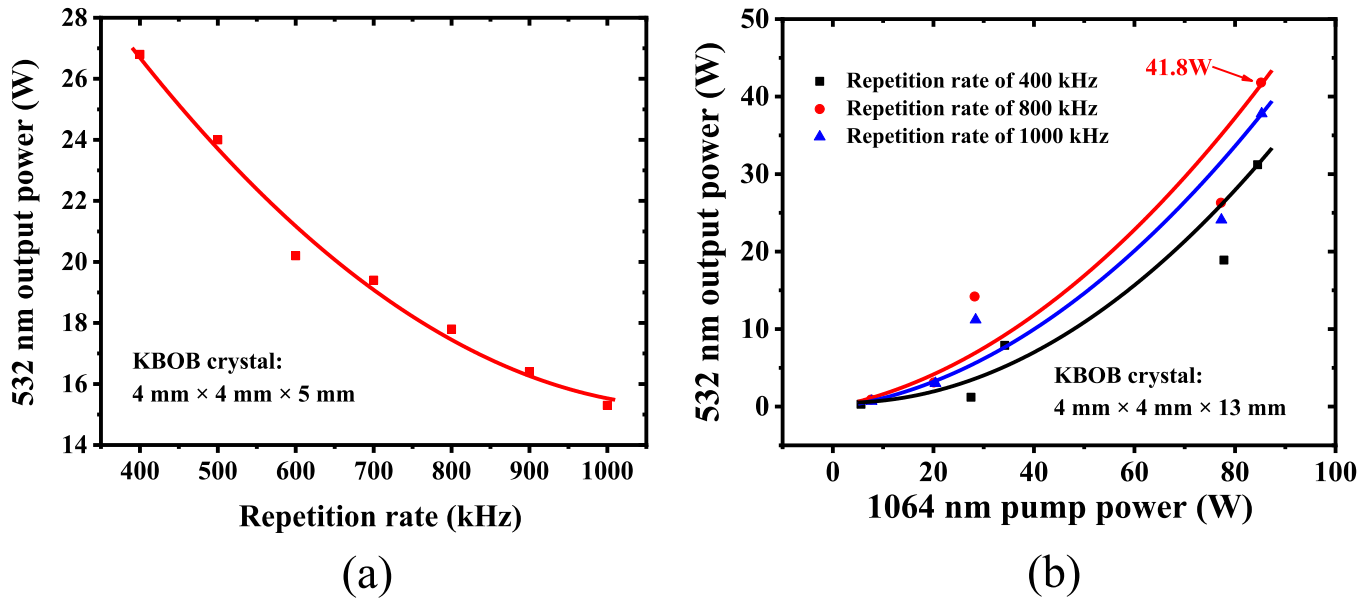 28
26
24
22
20
18
16
14
532 nm output power (W)
KBOB crystal:
4 mm × 4 mm × 5 mm
400 500 600 700 800 900 1000
Repetition rate (kHz)
(a)
50
40
30
20
10
0
532 nm output power (W)
41.8W
Repetition rate of 400 kHz
Repetition rate of 800 kHz
Repetition rate of 1000 kHz
KBOB crystal:
4 mm × 4 mm × 13 mm
0 20 40 60 80 100
1064 nm pump power (W)
(b)